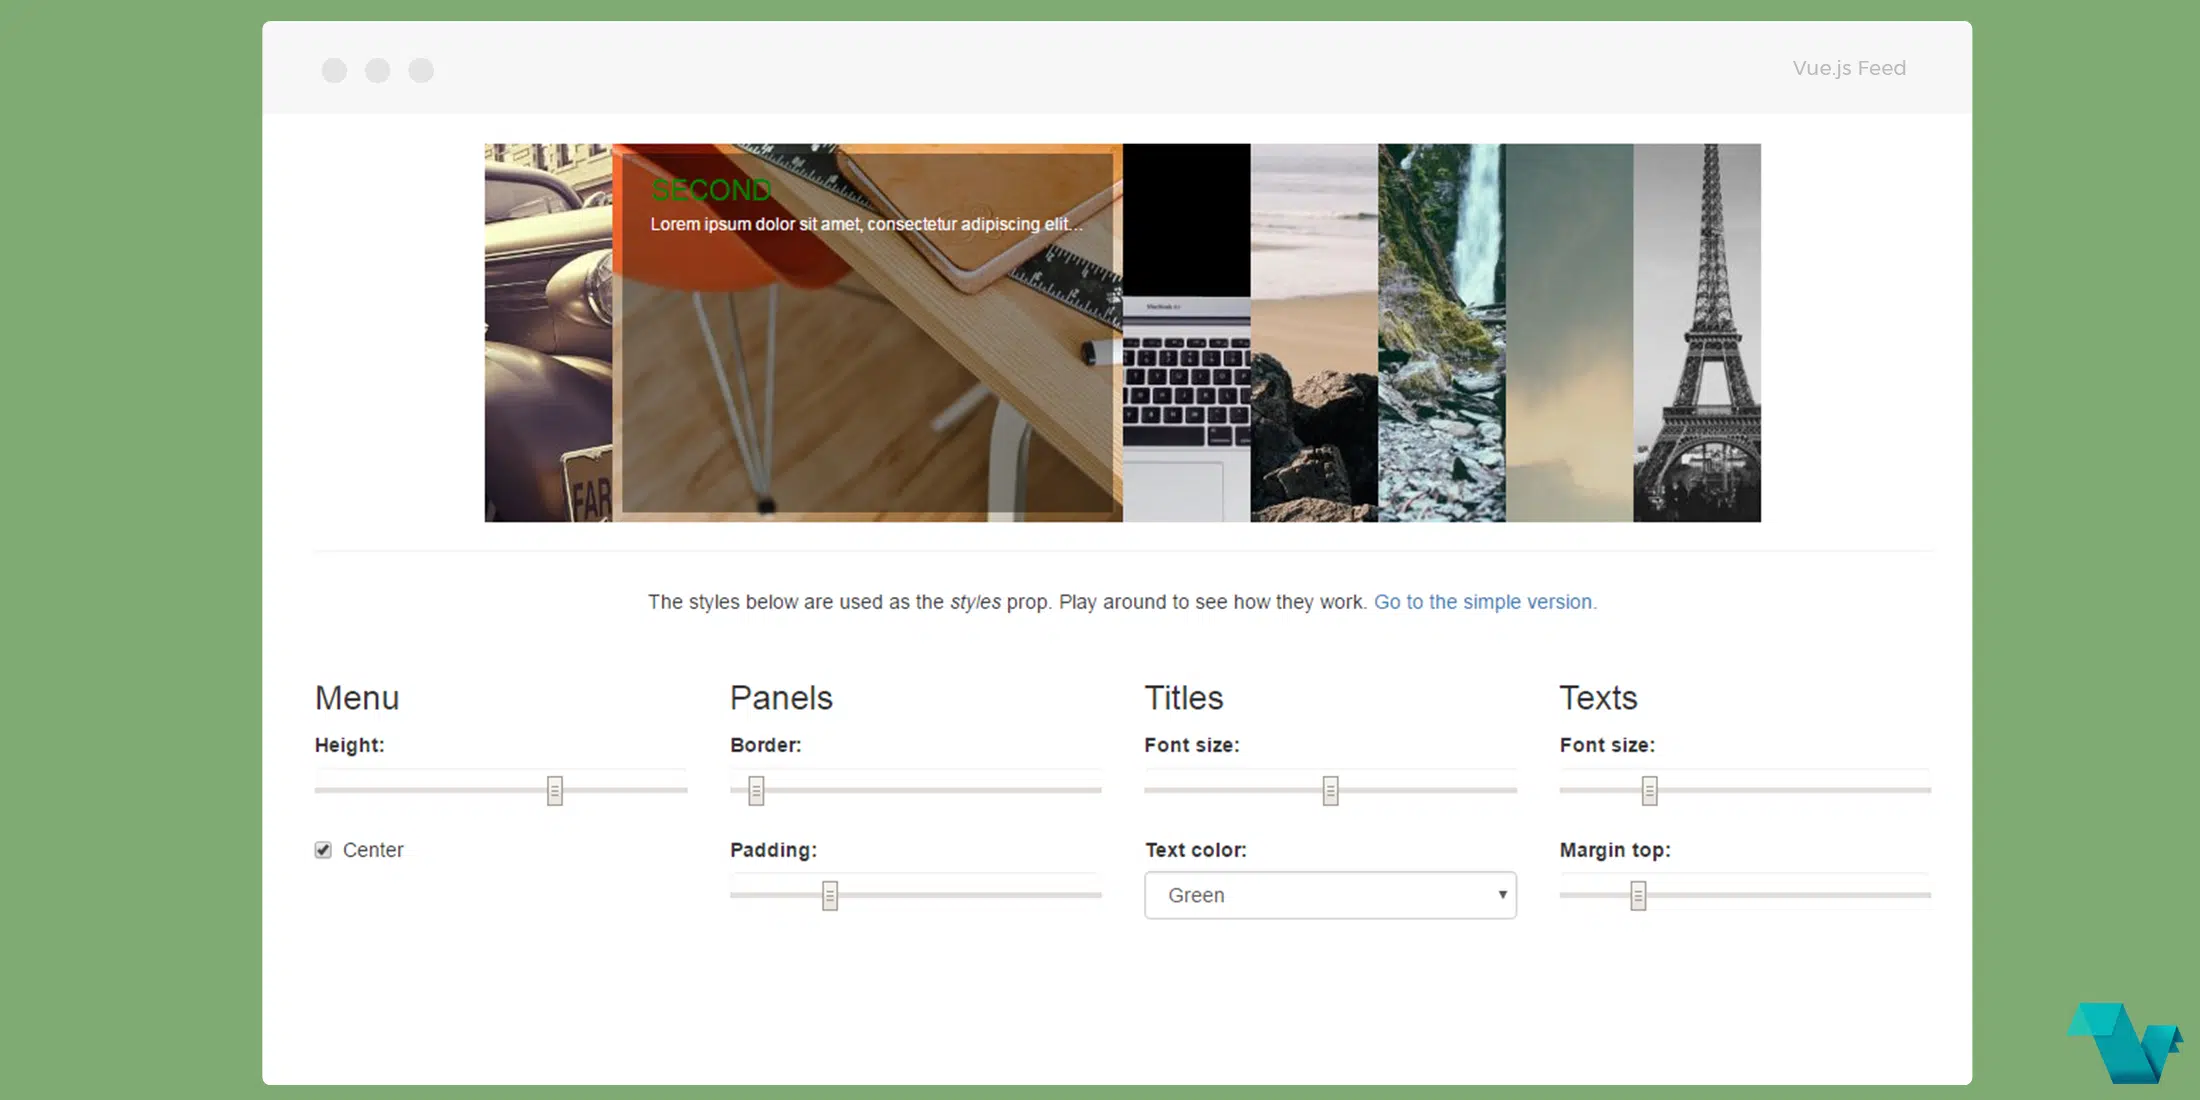 Vue.js Feed
SECOND
Lorem ipsum dolor sit amet, consectetur adipiscing elit...
MacBook Air
FAR
The styles below are used as the styles prop. Play around to see how they work. Go to the simple version.
Menu
Panels
Titles
Texts
Height:
Border:
Font size:
Font size:
Center
Padding:
Text color:
Margin top:
Green